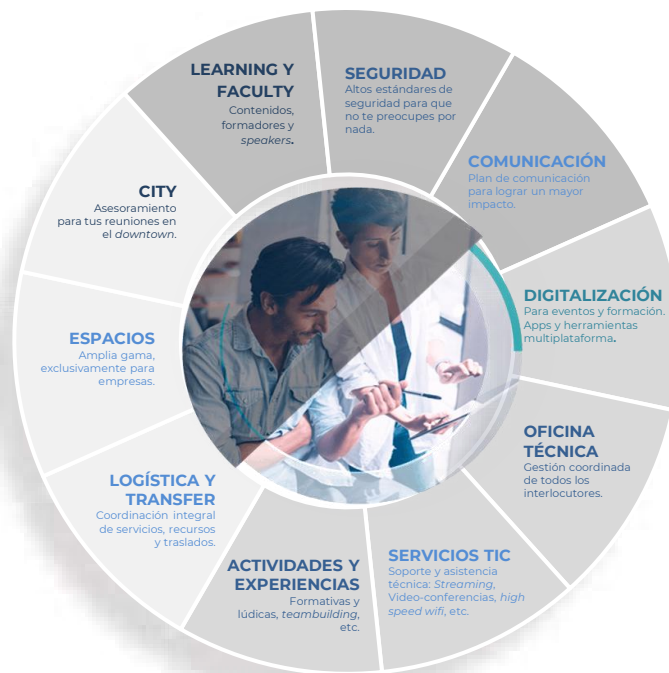 LEARNING Y
FACULTY
Contenidos,
formadores y
speakers.
SEGURIDAD
Altos estándares de
seguridad para que
no te preocupes por
nada.
COMUNICACIÓN
Plan de comunicación
para lograr un mayor
impacto.
DIGITALIZACIÓN
Para eventos y formación.
Apps y herramientas
multiplataforma.
OFICINA
TÉCNICA
Gestión coordinada
de todos los
interlocutores.
SERVICIOS TIC
Soporte y asistencia
técnica: Streaming,
Video-conferencias, high
speed wifi, etc.
ACTIVIDADES Y
EXPERIENCIAS
Formativas y
lúdicas, teambuilding,
etc.
LOGÍSTICA Y
TRANSFER
Coordinación integral
de servicios, recursos
y traslados.
ESPACIOS
Amplia gama,
exclusivamente para
empresas.
CITY
Asesoramiento
para tus reuniones en
el downtown.